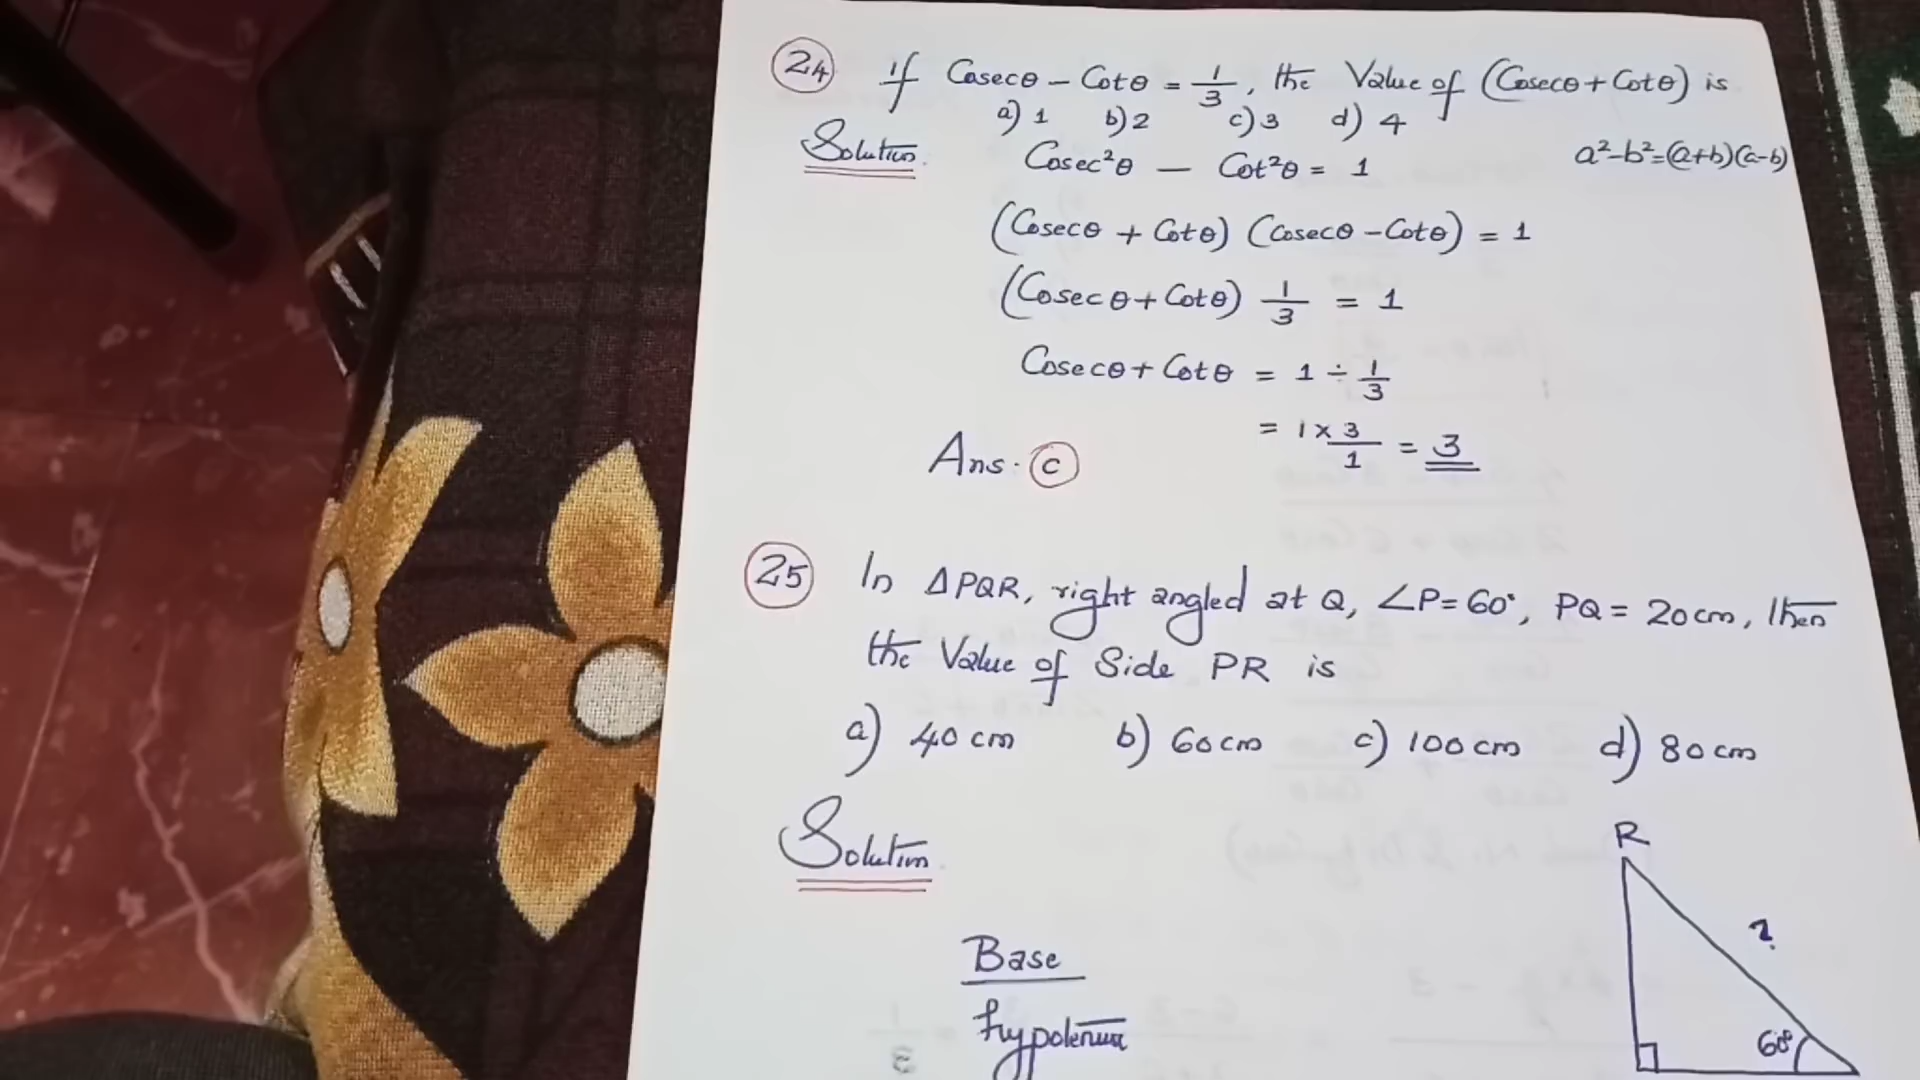 24 If Cosecθ - Cotθ = 1/3, the Value of (Cosecθ + Cotθ) is
a) 1 b) 2 c) 3 d) 4
Solution. Cosec²θ - Cot²θ = 1 a²-b²=(a+b)(a-b)
(Cosecθ + Cotθ) (Cosecθ - Cotθ) = 1
(Cosecθ + Cotθ) 1/3 = 1
Cosecθ + Cotθ = 1 ÷ 1/3
= 1 × 3/1 = 3
Ans. c
25 In ΔPQR, right angled at Q, ∠P=60°, PQ = 20cm, then
the Value of Side PR is
a) 40 cm b) 60 cm c) 100 cm d) 80 cm
Solution
R
?
Base
hypotenuse
60°